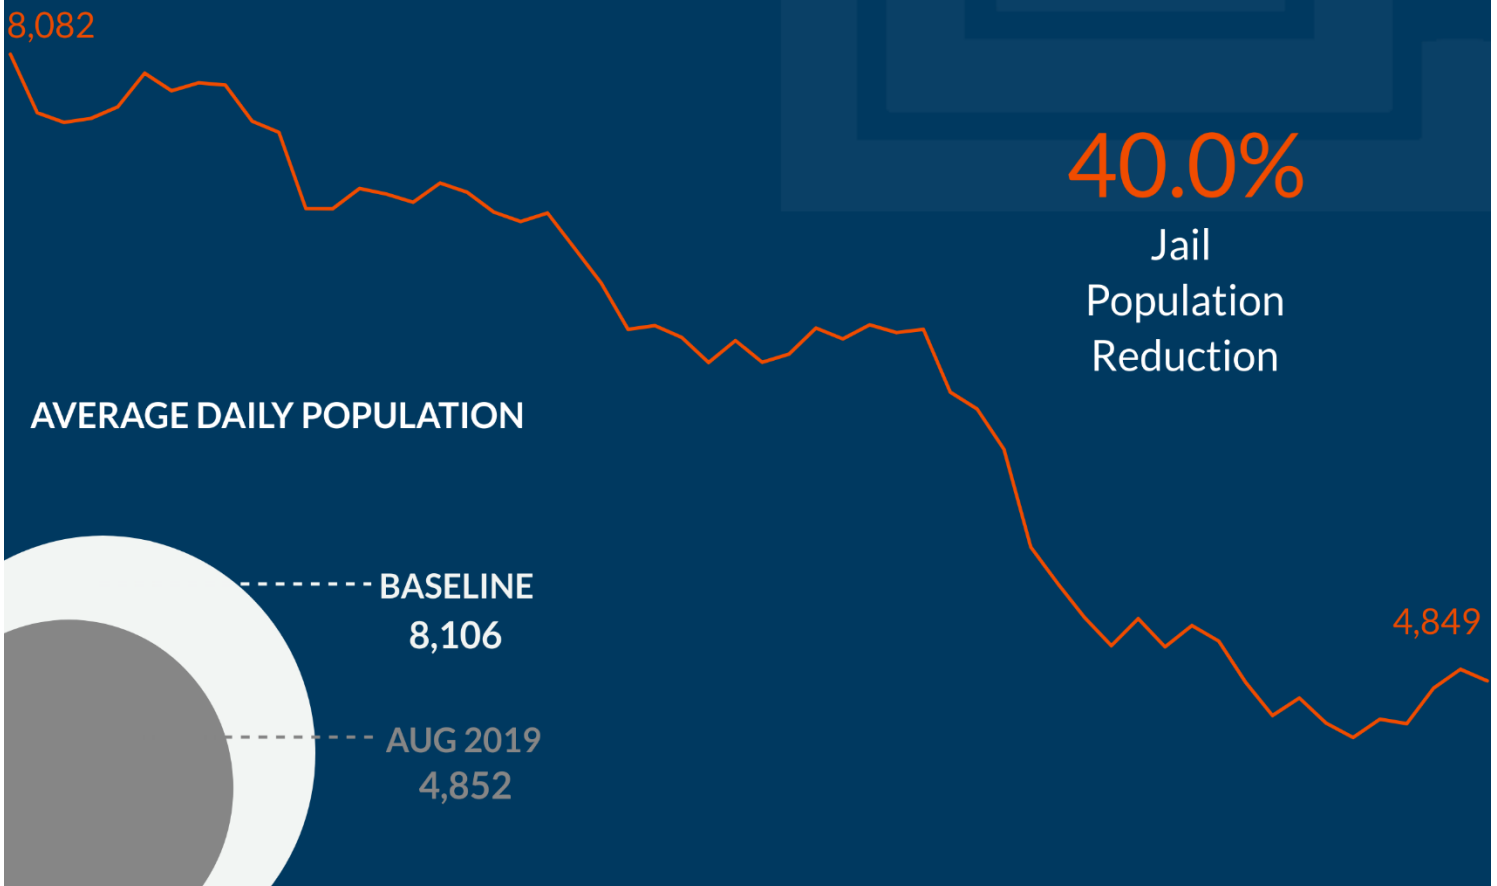 8,082
40.0%
Jail
Population
Reduction
AVERAGE DAILY POPULATION
BASELINE
8,106
4,849
AUG 2019
4,852